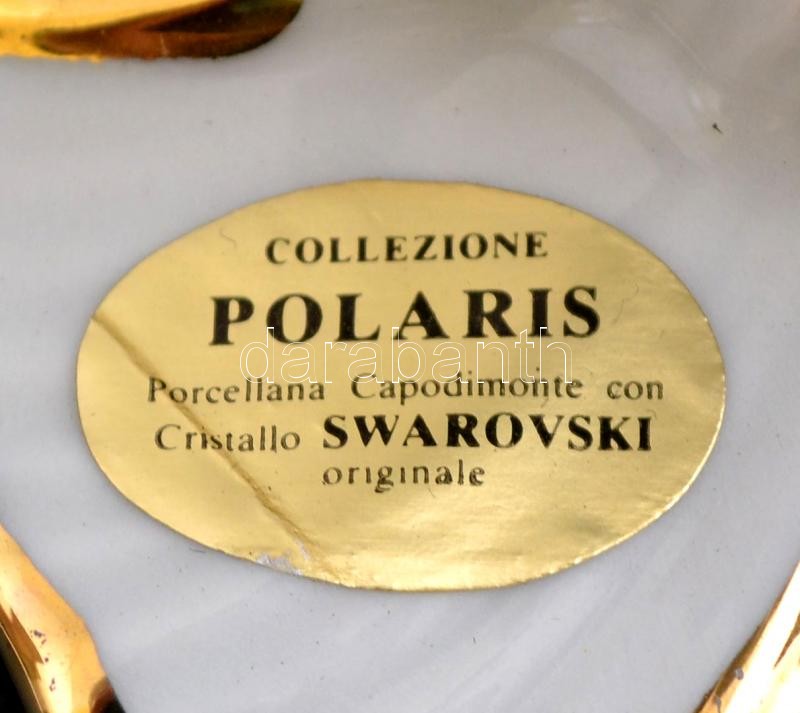 COLLEZIONE
POLARIS
darabanth
Porcellana Capodimonte con
Cristallo SWAROVSKI
originale